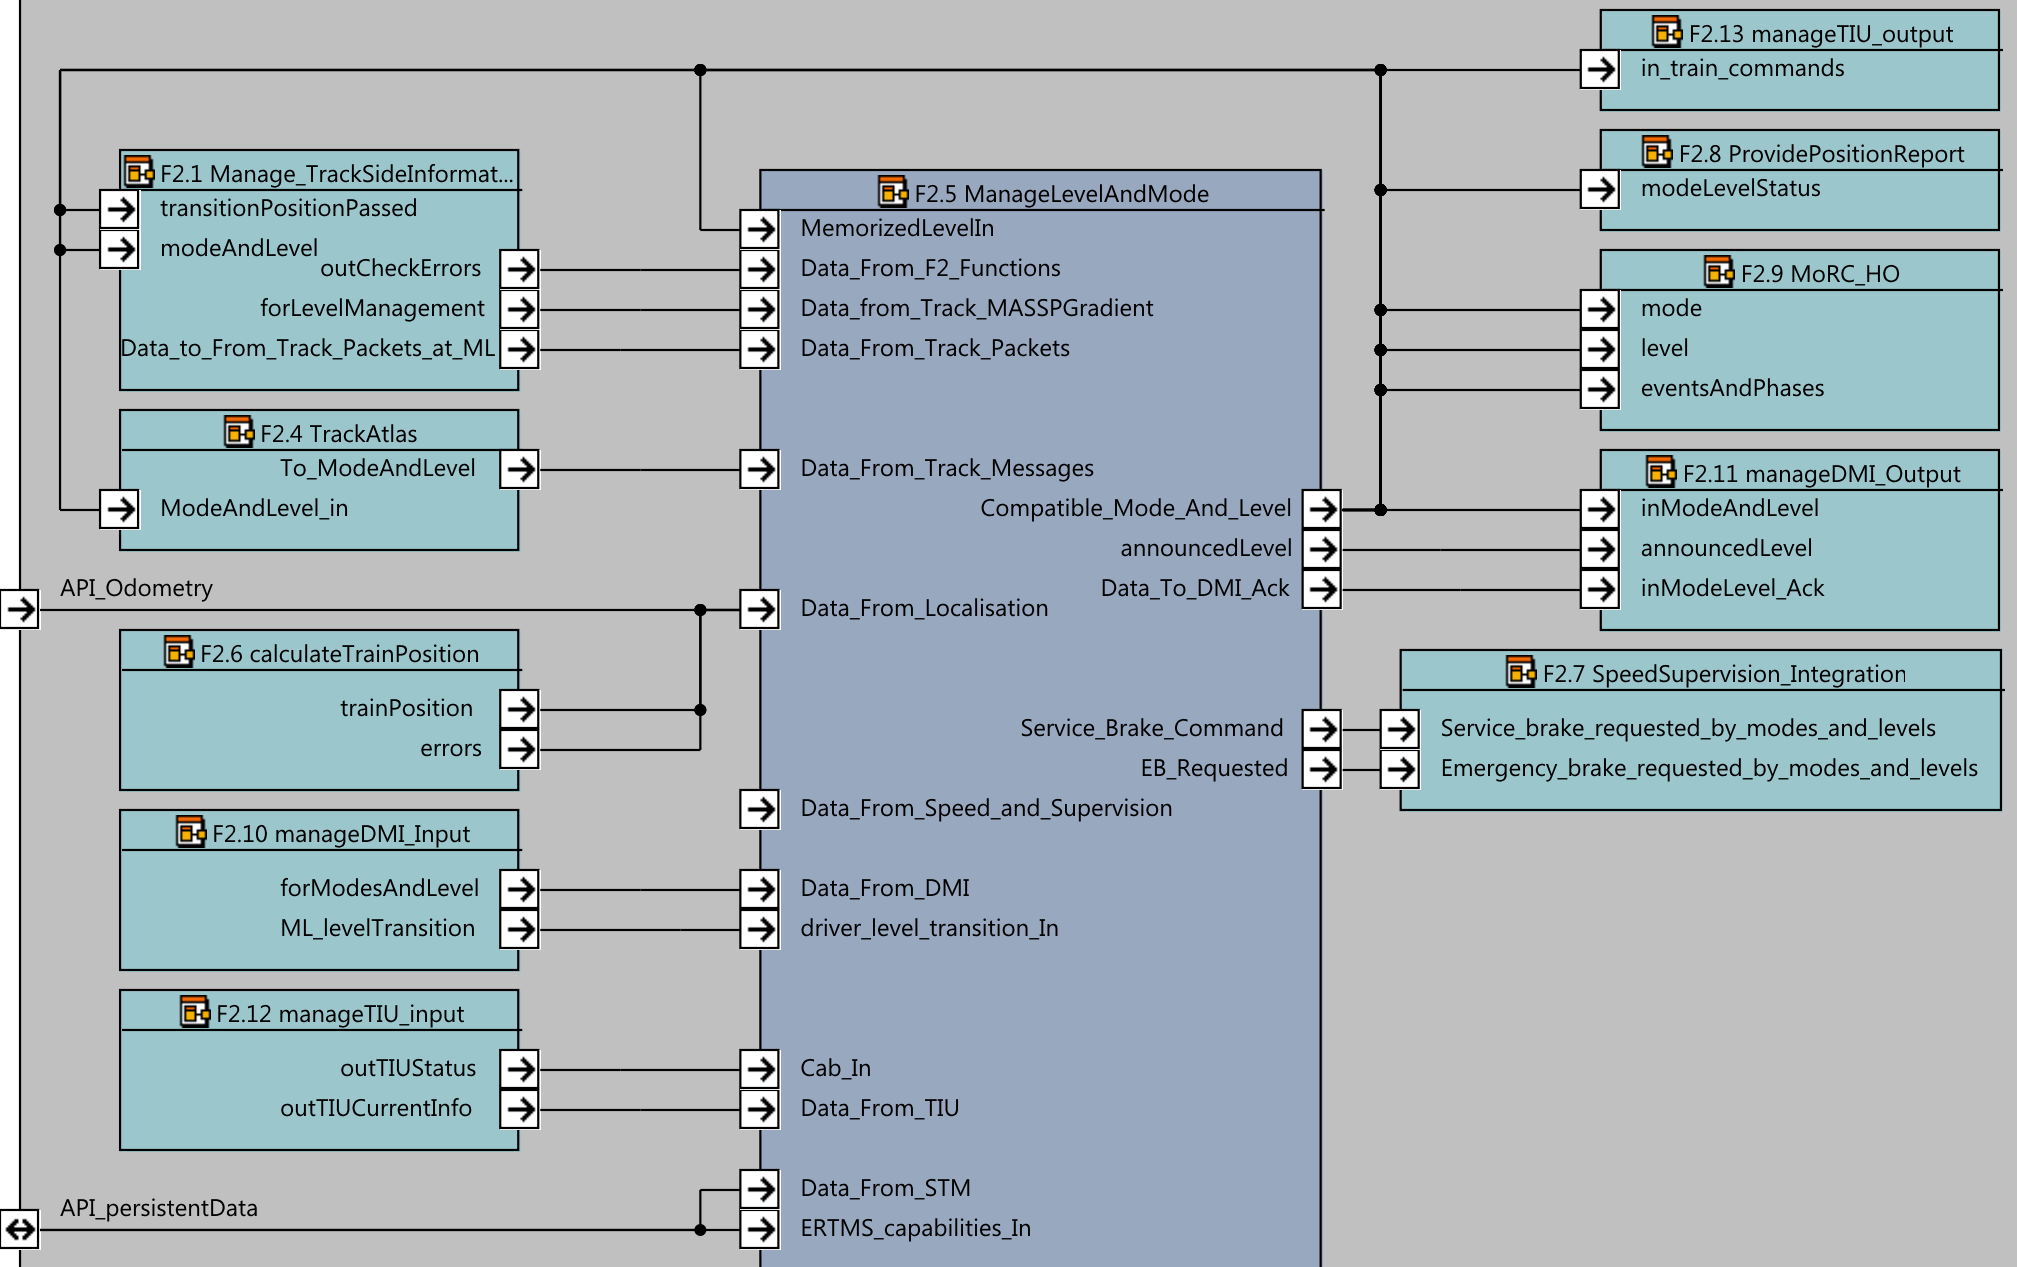 F2.13 manageTIU_output
in_train_commands
F2.8 ProvidePositionReport
modeLevelStatus
F2.1 Manage_TrackSideInformat...
transitionPositionPassed
modeAndLevel
outCheckErrors
forLevelManagement
Data_to_From_Track_Packets_at_ML
F2.5 ManageLevelAndMode
MemorizedLevelIn
Data_From_F2_Functions
Data_from_Track_MASSPGradient
Data_From_Track_Packets
Data_From_Track_Messages
Compatible_Mode_And_Level
announcedLevel
Data_To_DMI_Ack
Data_From_Localisation
Service_Brake_Command
EB_Requested
Data_From_Speed_and_Supervision
Data_From_DMI
driver_level_transition_In
Cab_In
Data_From_TIU
Data_From_STM
ERTMS_capabilities_In
F2.9 MoRC_HO
mode
level
eventsAndPhases
F2.4 TrackAtlas
To_ModeAndLevel
ModeAndLevel_in
F2.11 manageDMI_Output
inModeAndLevel
announcedLevel
inModeLevel_Ack
API_Odometry
F2.6 calculateTrainPosition
trainPosition
errors
F2.7 SpeedSupervision_Integration
Service_brake_requested_by_modes_and_levels
Emergency_brake_requested_by_modes_and_levels
F2.10 manageDMI_Input
forModesAndLevel
ML_levelTransition
F2.12 manageTIU_input
outTIUStatus
outTIUCurrentInfo
API_persistentData